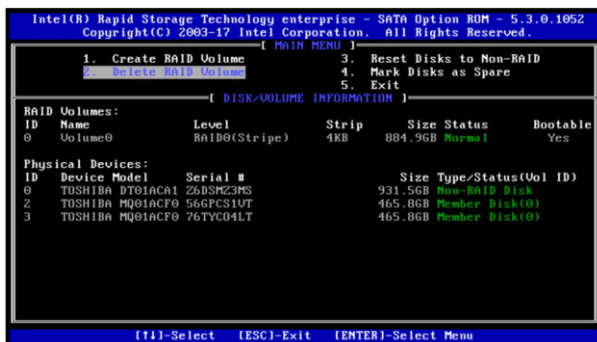 Intel(R) Rapid Storage Technology enterprise - SATA Option ROM - 5.3.0.1052
Copyright(C) 2003-17 Intel Corporation. All Rights Reserved.
[ MAIN MENU ]
1. Create RAID Volume 3. Reset Disks to Non-RAID
2. Delete RAID Volume 4. Mark Disks as Spare
5. Exit
[ DISK/VOLUME INFORMATION ]
RAID Volumes:
ID Name Level Strip Size Status Bootable
0 Volume0 RAID0(Stripe) 4KB 884.9GB Normal Yes
Physical Devices:
ID Device Model Serial # Size Type/Status(Vol ID)
0 TOSHIBA DT01ACA1 Z6DSMZ3MS 931.5GB Non-RAID Disk
2 TOSHIBA MQ01ACF0 56GPCS1VT 465.8GB Member Disk(0)
3 TOSHIBA MQ01ACF0 76TYC04LT 465.8GB Member Disk(0)
[↑↓]-Select [ESC]-Exit [ENTER]-Select Menu